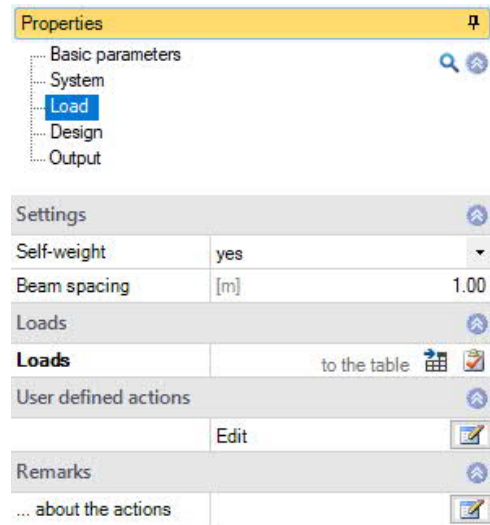 Properties
Basic parameters
System
Load
Design
Output
Settings
Self-weight yes
Beam spacing [m] 1.00
Loads
Loads to the table
User defined actions
Edit
Remarks
... about the actions